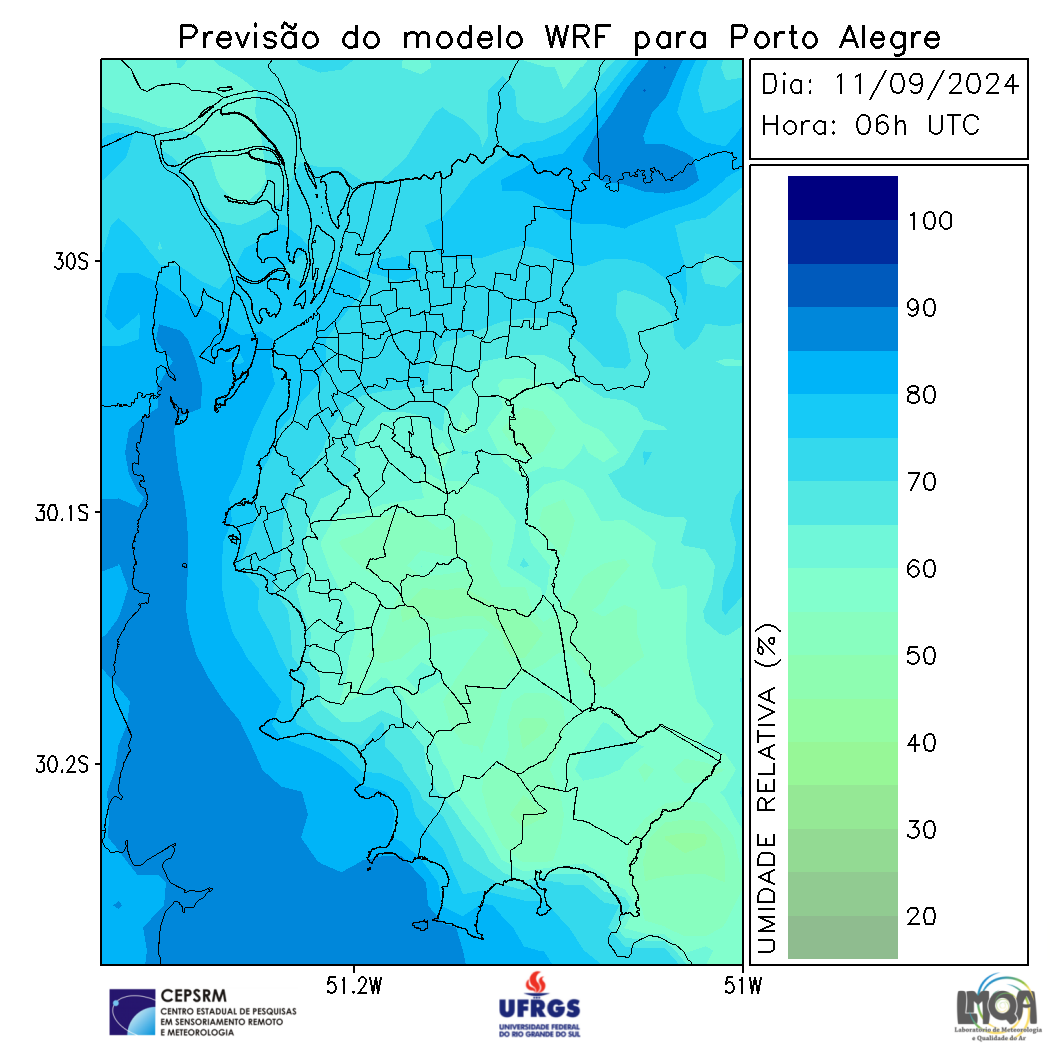 Previsão do modelo WRF para Porto Alegre
Dia: 11/09/2024
Hora: 06h UTC
30S
30.1S
30.2S
51.2W
51W
100
90
80
70
60
50
40
30
20
UMIDADE RELATIVA (%)
CEPSRM
CENTRO ESTADUAL DE PESQUISAS
EM SENSORIAMENTO REMOTO
E METEOROLOGIA
UFRGS
UNIVERSIDADE FEDERAL
DO RIO GRANDE DO SUL
LMQA
Laboratório de Meteorologia
e Qualidade do Ar